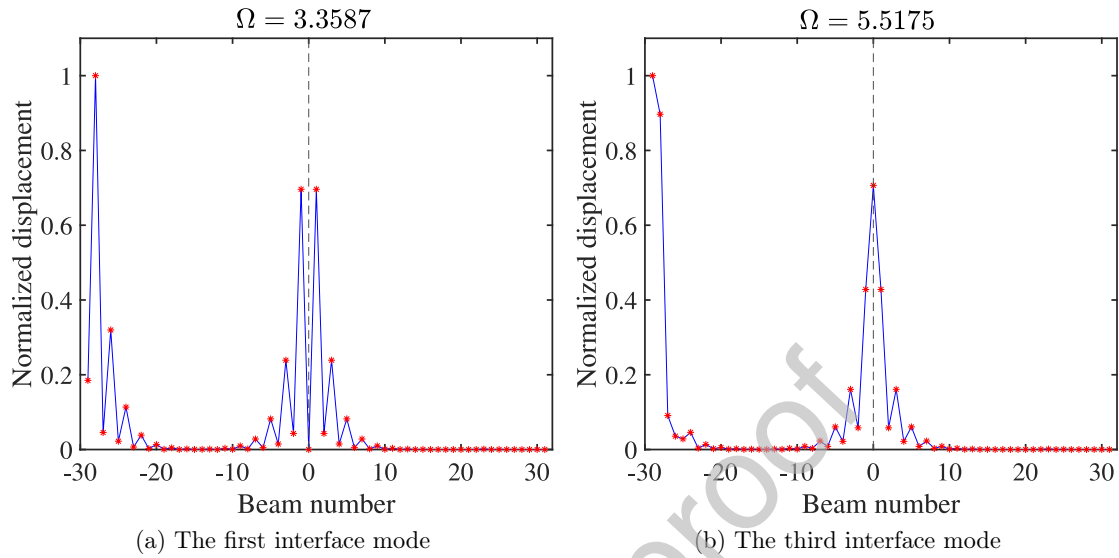 Ω = 3.3587
Normalized displacement
1
0.8
0.6
0.4
0.2
0
-30 -20 -10 0 10 20 30
Beam number
(a) The first interface mode
Ω = 5.5175
Normalized displacement
1
0.8
0.6
0.4
0.2
0
-30 -20 -10 0 10 20 30
Beam number
(b) The third interface mode
proof